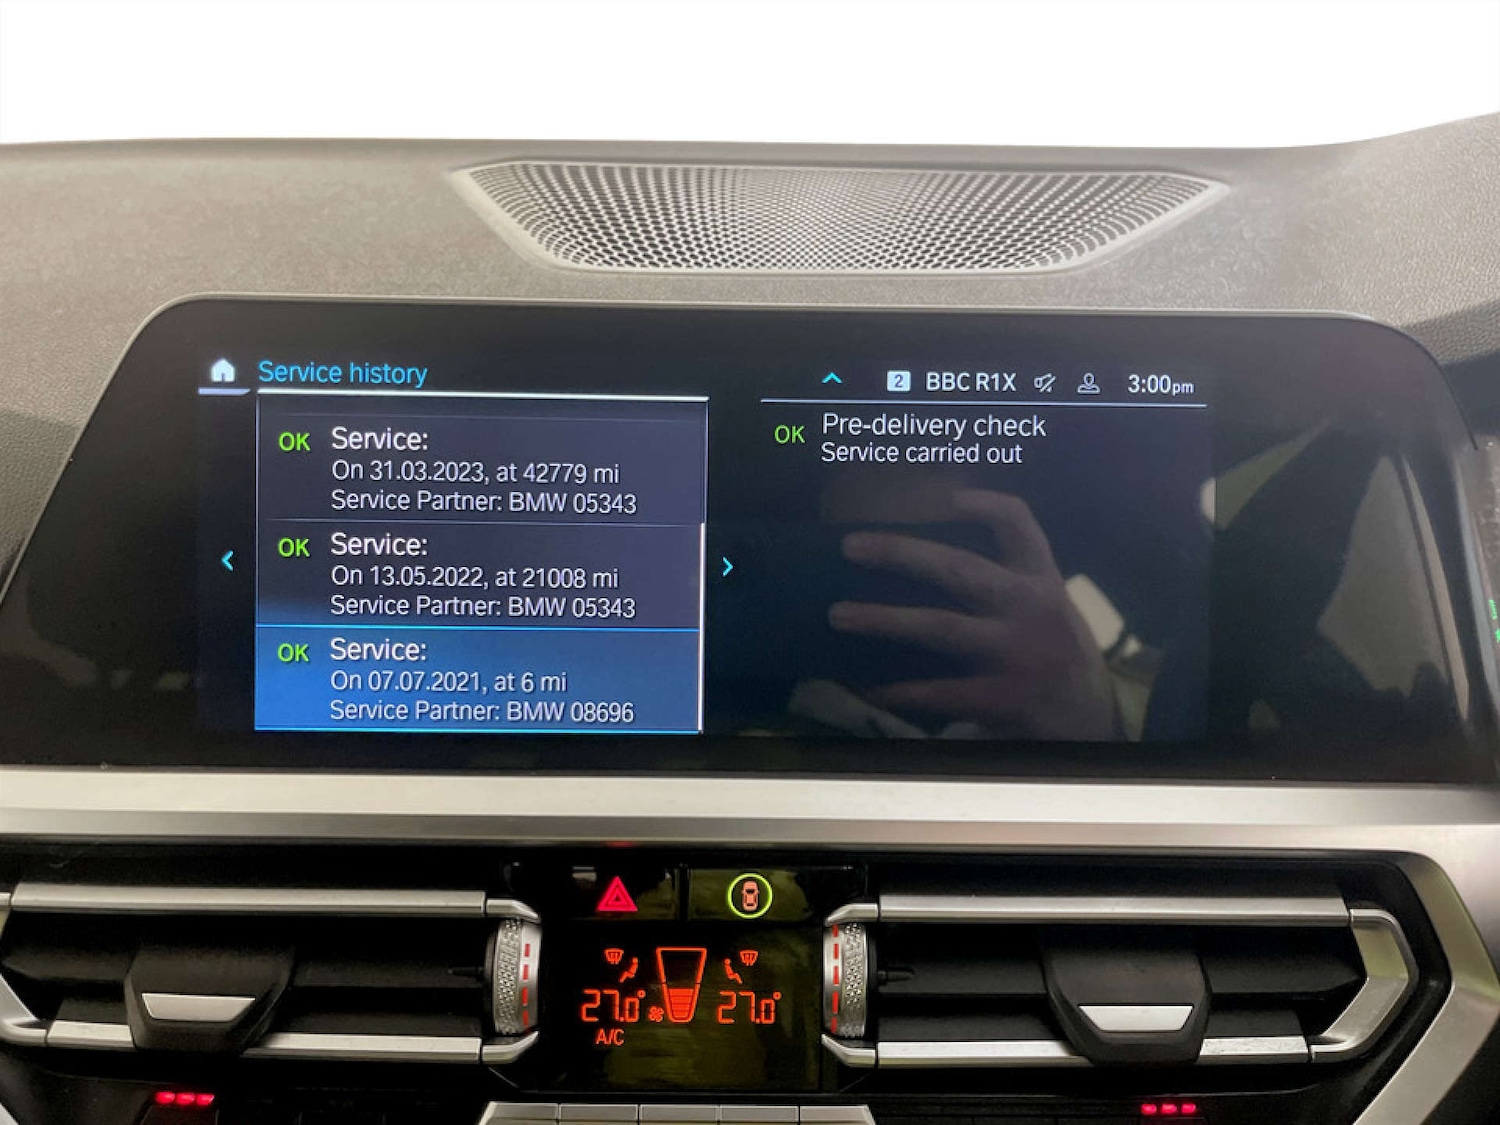 Service history
2 BBC R1X 3:00pm
OK Service:
On 31.03.2023, at 42779 mi
Service Partner: BMW 05343
OK Service:
On 13.05.2022, at 21008 mi
Service Partner: BMW 05343
OK Service:
On 07.07.2021, at 6 mi
Service Partner: BMW 08696
OK Pre-delivery check
Service carried out
27.0° 27.0°
A/C